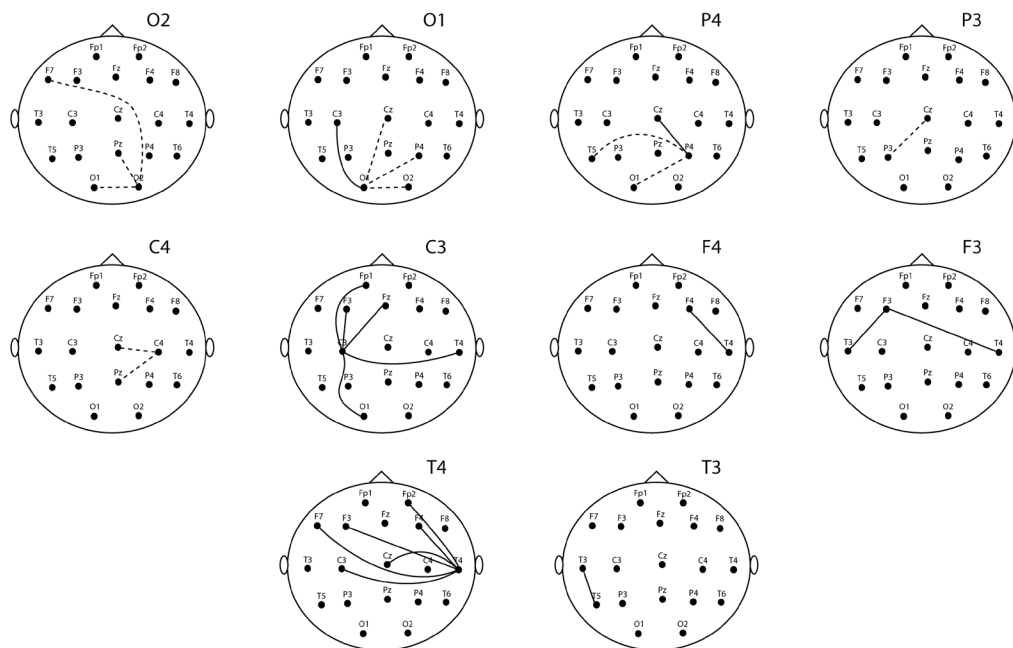 O2
Fp1 Fp2
F7 F3 Fz F4 F8
T3 C3 Cz C4 T4
T5 P3 Pz P4 T6
O1 O2
O1
Fp1 Fp2
F7 F3 Fz F4 F8
T3 C3 Cz C4 T4
T5 P3 Pz P4 T6
O1 O2
P4
Fp1 Fp2
F7 F3 Fz F4 F8
T3 C3 Cz C4 T4
T5 P3 Pz P4 T6
O1 O2
P3
Fp1 Fp2
F7 F3 Fz F4 F8
T3 C3 Cz C4 T4
T5 P3 Pz P4 T6
O1 O2
C4
Fp1 Fp2
F7 F3 Fz F4 F8
T3 C3 Cz C4 T4
T5 P3 Pz P4 T6
O1 O2
C3
Fp1 Fp2
F7 F3 Fz F4 F8
T3 C3 Cz C4 T4
T5 P3 Pz P4 T6
O1 O2
F4
Fp1 Fp2
F7 F3 Fz F4 F8
T3 C3 Cz C4 T4
T5 P3 Pz P4 T6
O1 O2
F3
Fp1 Fp2
F7 F3 Fz F4 F8
T3 C3 Cz C4 T4
T5 P3 Pz P4 T6
O1 O2
T4
Fp1 Fp2
F7 F3 Fz F4 F8
T3 C3 Cz C4 T4
T5 P3 Pz P4 T6
O1 O2
T3
Fp1 Fp2
F7 F3 Fz F4 F8
T3 C3 Cz C4 T4
T5 P3 Pz P4 T6
O1 O2